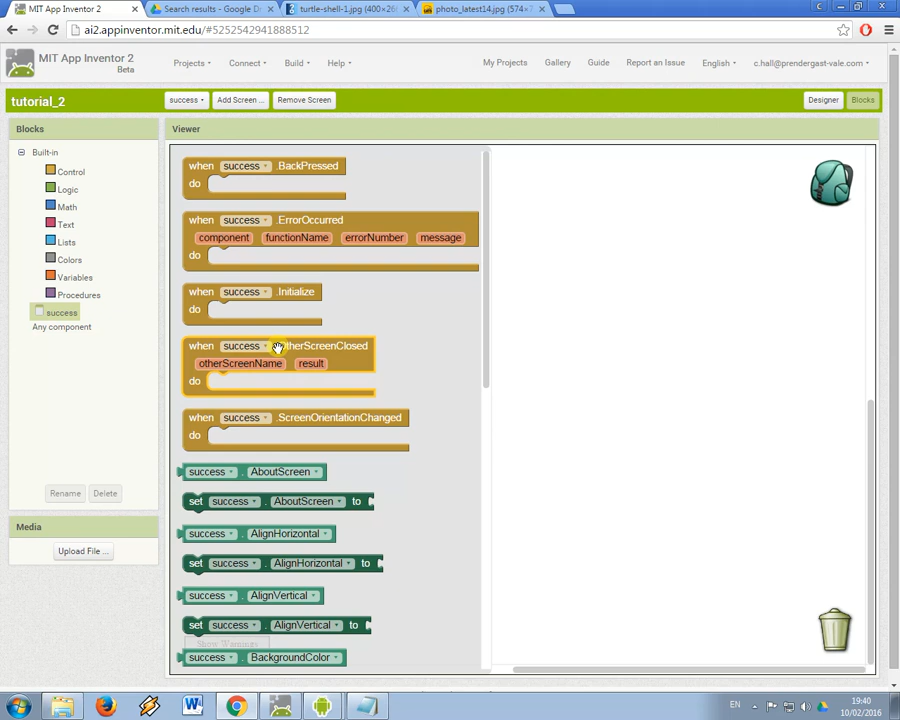 MIT App Inventor 2
Search results - Google D
turtle-shell-1.jpg (400×26
photo_latest14.jpg (574×
ai2.appinventor.mit.edu/#5252542941888512
MIT App Inventor 2
Beta
Projects Connect Build Help My Projects Gallery Guide Report an Issue English c.hall@prendergast-vale.com
tutorial_2
success Add Screen ... Remove Screen Designer Blocks
Blocks
Viewer
Built-in
Control
Logic
Math
Text
Lists
Colors
Variables
Procedures
success
Any component
Rename Delete
Media
Upload File ...
when success .BackPressed
do
when success .ErrorOccurred
component functionName errorNumber message
do
when success .Initialize
do
when success therScreenClosed
otherScreenName result
do
when success .ScreenOrientationChanged
do
success . AboutScreen
set success . AboutScreen to
success . AlignHorizontal
set success . AlignHorizontal to
success . AlignVertical
set success . AlignVertical to
Show Warnings
success . BackgroundColor
EN
19:40
10/02/2016